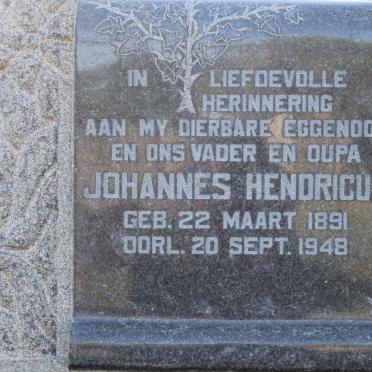 IN LIEFDEVOLLE
HERINNERING
AAN MY DIERBARE EGGENOO
EN ONS VADER EN OUPA
JOHANNES HENDRICU
GEB. 22 MAART 1891
OORL. 20 SEPT. 1948